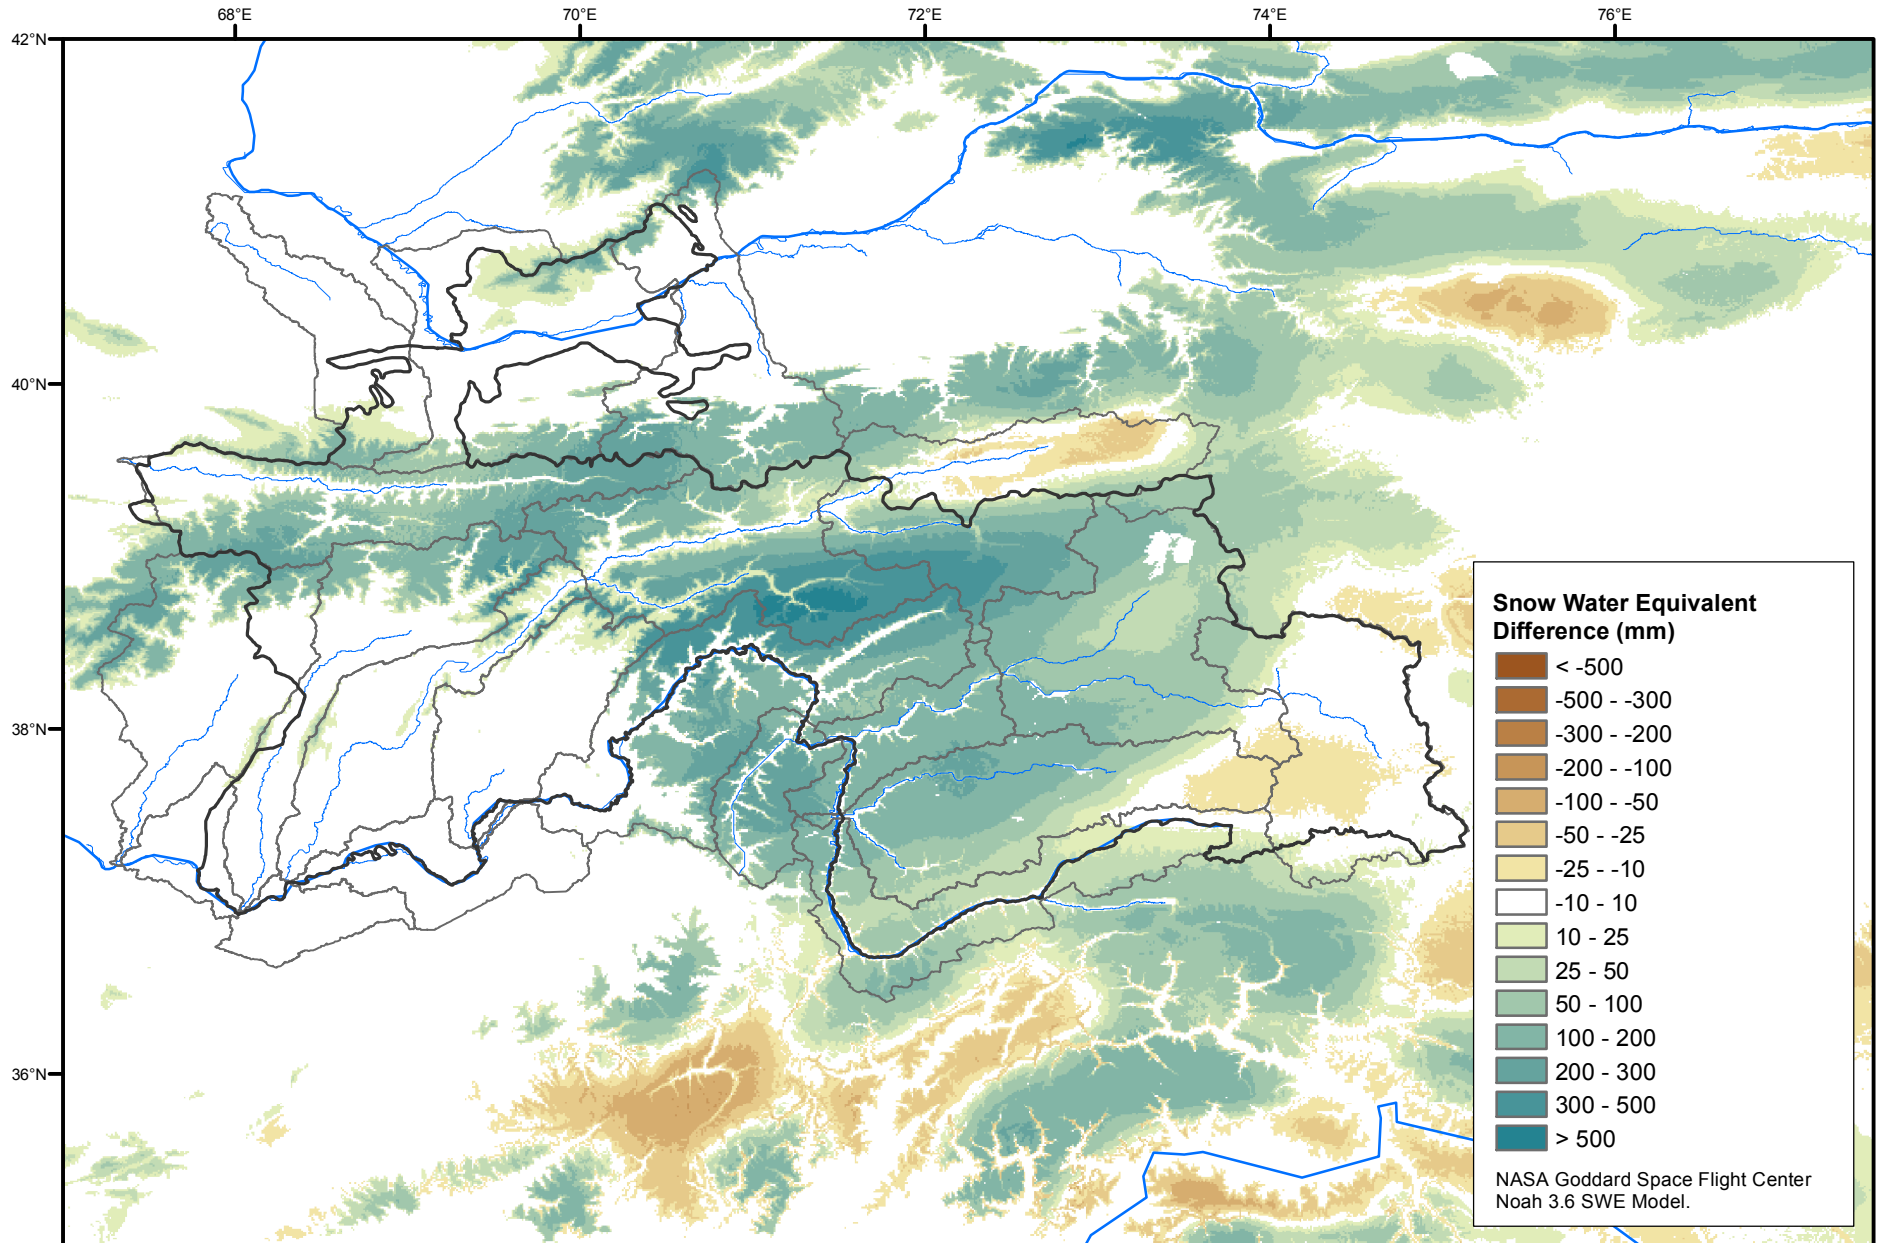 68°E 70°E 72°E 74°E 76°E
42°N
40°N
38°N
36°N
Snow Water Equivalent
Difference (mm)
< -500
-500 - -300
-300 - -200
-200 - -100
-100 - -50
-50 - -25
-25 - -10
-10 - 10
10 - 25
25 - 50
50 - 100
100 - 200
200 - 300
300 - 500
> 500
NASA Goddard Space Flight Center
Noah 3.6 SWE Model.